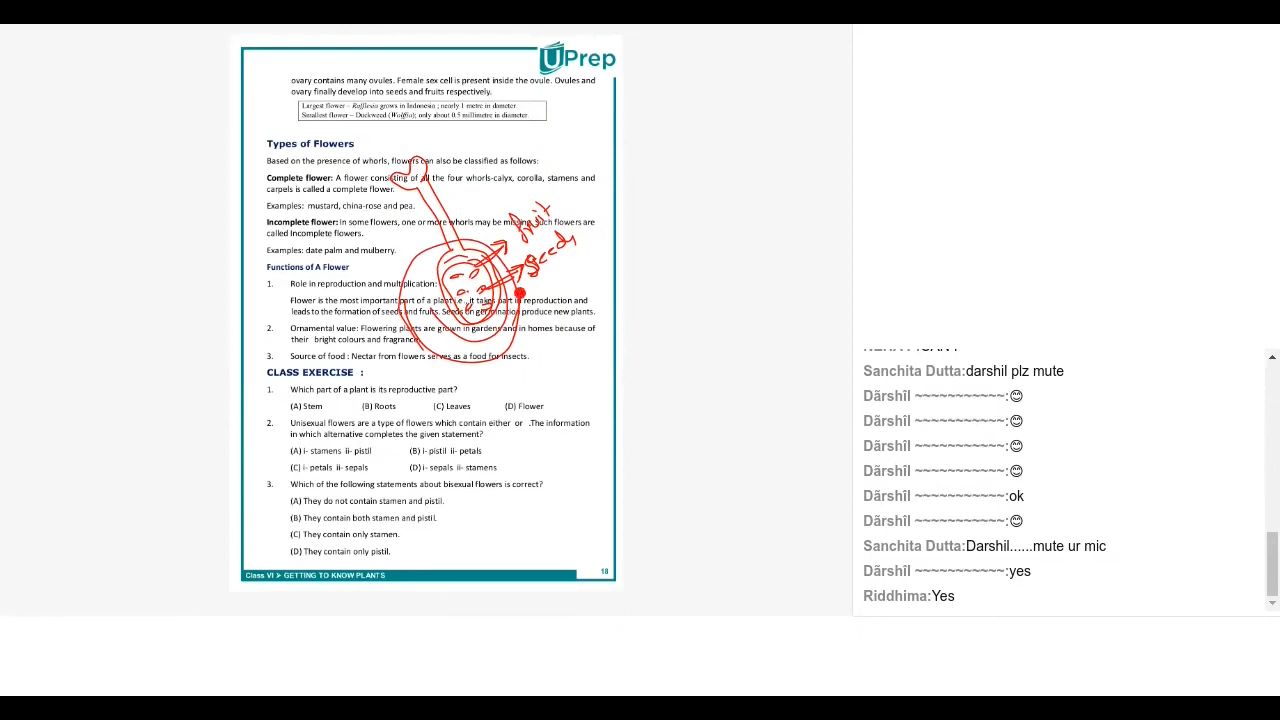 UPrep
ovary contains many ovules. Female sex cell is present inside the ovule. Ovules and
ovary finally develop into seeds and fruits respectively.
Largest flower – Rafflesia grows in Indonesia ; nearly 1 metre in dameter.
Smallest flower – Duckweed (Wolffia); only about 0.5 millimetre in diameter.
Types of Flowers
Based on the presence of whorls, flowers can also be classified as follows:
Complete flower: A flower consisting of all the four whorls-calyx, corolla, stamens and
carpels is called a complete flower.
Examples: mustard, china-rose and pea.
fruit
Incomplete flower: In some flowers, one or more whorls may be missing. Such flowers are
called Incomplete flowers.
seeds
Examples: date palm and mulberry.
Functions of A Flower
1. Role in reproduction and multiplication:
Flower is the most important part of a plant i.e., it takes part in reproduction and
leads to the formation of seeds and fruits. Seeds on germination produce new plants.
2. Ornamental value: Flowering plants are grown in gardens and in homes because of
their bright colours and fragrance.
3. Source of food : Nectar from flowers serves as a food for insects.
CLASS EXERCISE :
1. Which part of a plant is its reproductive part?
(A) Stem (B) Roots (C) Leaves (D) Flower
2. Unisexual flowers are a type of flowers which contain either or .The information
in which alternative completes the given statement?
(A) i- stamens ii- pistil (B) i- pistil ii- petals
(C) i- petals ii- sepals (D) i- sepals ii- stamens
3. Which of the following statements about bisexual flowers is correct?
(A) They do not contain stamen and pistil.
(B) They contain both stamen and pistil.
(C) They contain only stamen.
(D) They contain only pistil.
Class VI ➤ GETTING TO KNOW PLANTS
18
Sanchita Dutta:darshil plz mute
Dãrshîl ~~~~~~~~~~~:😊
Dãrshîl ~~~~~~~~~~~:😊
Dãrshîl ~~~~~~~~~~~:😊
Dãrshîl ~~~~~~~~~~~:😊
Dãrshîl ~~~~~~~~~~~:ok
Dãrshîl ~~~~~~~~~~~:😊
Sanchita Dutta:Darshil......mute ur mic
Dãrshîl ~~~~~~~~~~~:yes
Riddhima:Yes